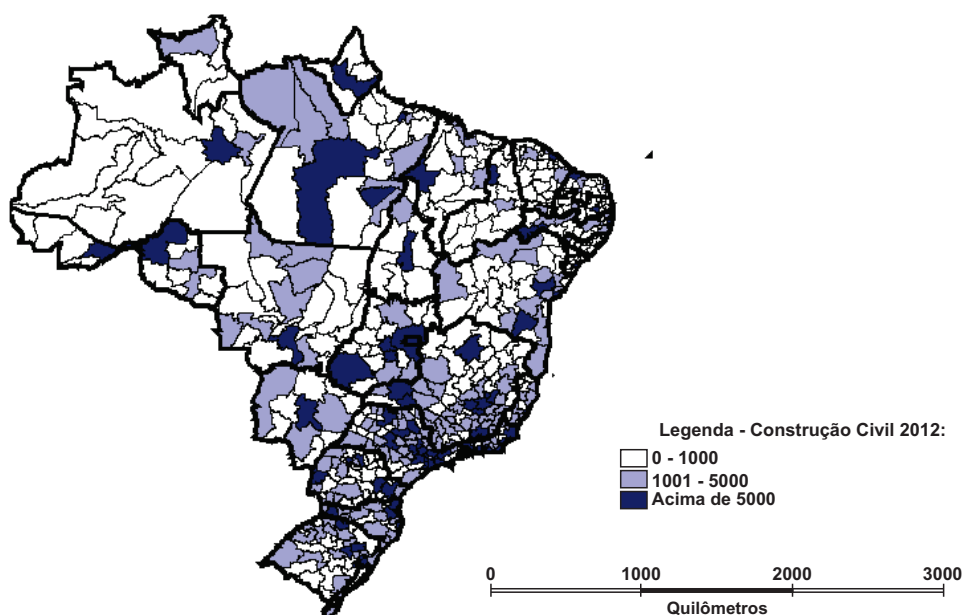 Legenda - Construção Civil 2012:
0 - 1000
1001 - 5000
Acima de 5000
0 1000 2000 3000
Quilômetros